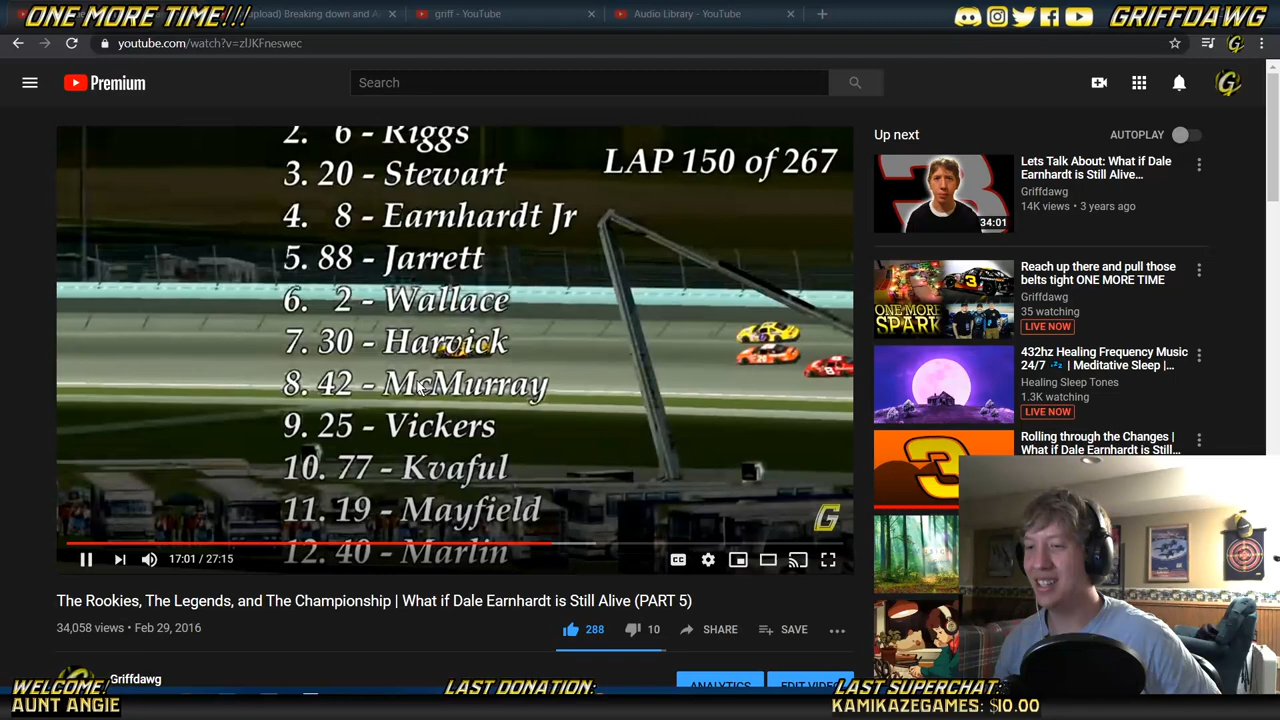 ONE MORE TIME!!!
GRIFFDAWG
upload) Breaking down and A
griff - YouTube
Audio Library - YouTube
youtube.com/watch?v=zlJKFneswec
Premium
Search
2. 6 - Riggs
3. 20 - Stewart
4. 8 - Earnhardt Jr
5. 88 - Jarrett
6. 2 - Wallace
7. 30 - Harvick
8. 42 - McMurray
9. 25 - Vickers
10. 77 - Kvaful
11. 19 - Mayfield
12. 40 - Marlin
LAP 150 of 267
17:01 / 27:15
CC
The Rookies, The Legends, and The Championship | What if Dale Earnhardt is Still Alive (PART 5)
34,058 views • Feb 29, 2016
288
10
SHARE
SAVE
Griffdawg
ANALYTICS
EDIT VIDEO
Up next
AUTOPLAY
34:01
Lets Talk About: What if Dale
Earnhardt is Still Alive…
Griffdawg
14K views • 3 years ago
ONE MORE
SPARK
Reach up there and pull those
belts tight ONE MORE TIME
Griffdawg
35 watching
LIVE NOW
432hz Healing Frequency Music
24/7 💤 | Meditative Sleep |…
Healing Sleep Tones
1.3K watching
LIVE NOW
Rolling through the Changes |
What if Dale Earnhardt is Still…
3
WELCOME!
AUNT ANGIE
LAST DONATION:
LAST SUPERCHAT:
KAMIKAZEGAMES: $10.00